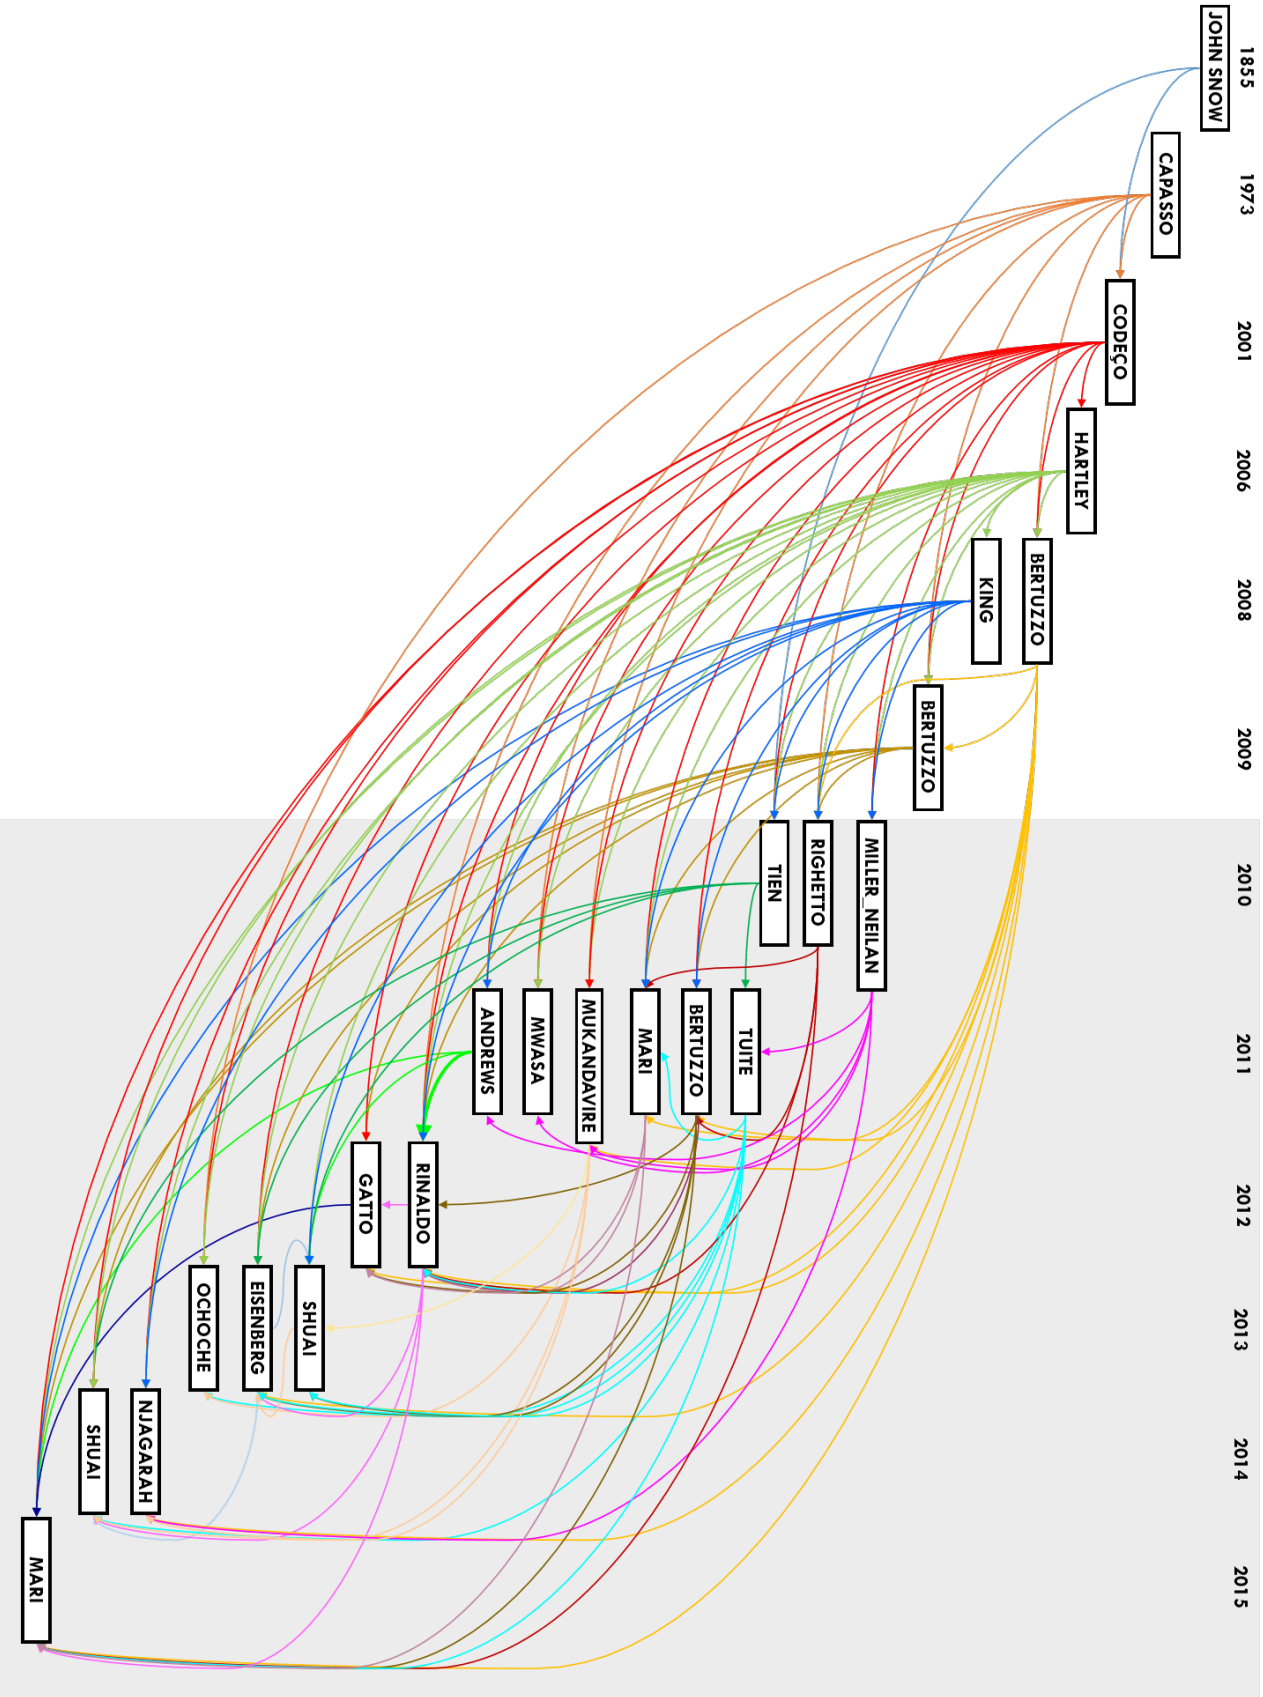 1855
1973
2001
2006
2008
2009
2010
2011
2012
2013
2014
2015
JOHN SNOW
CAPASSO
CODEÇO
HARTLEY
BERTUZZO
KING
BERTUZZO
MILLER_NEILAN
RIGHETTO
TIEN
TUITE
BERTUZZO
MARI
MUKANDAVIRE
MWASA
ANDREWS
RINALDO
GATTO
SHUAI
EISENBERG
OCHOCHE
NJAGARAH
SHUAI
MARI